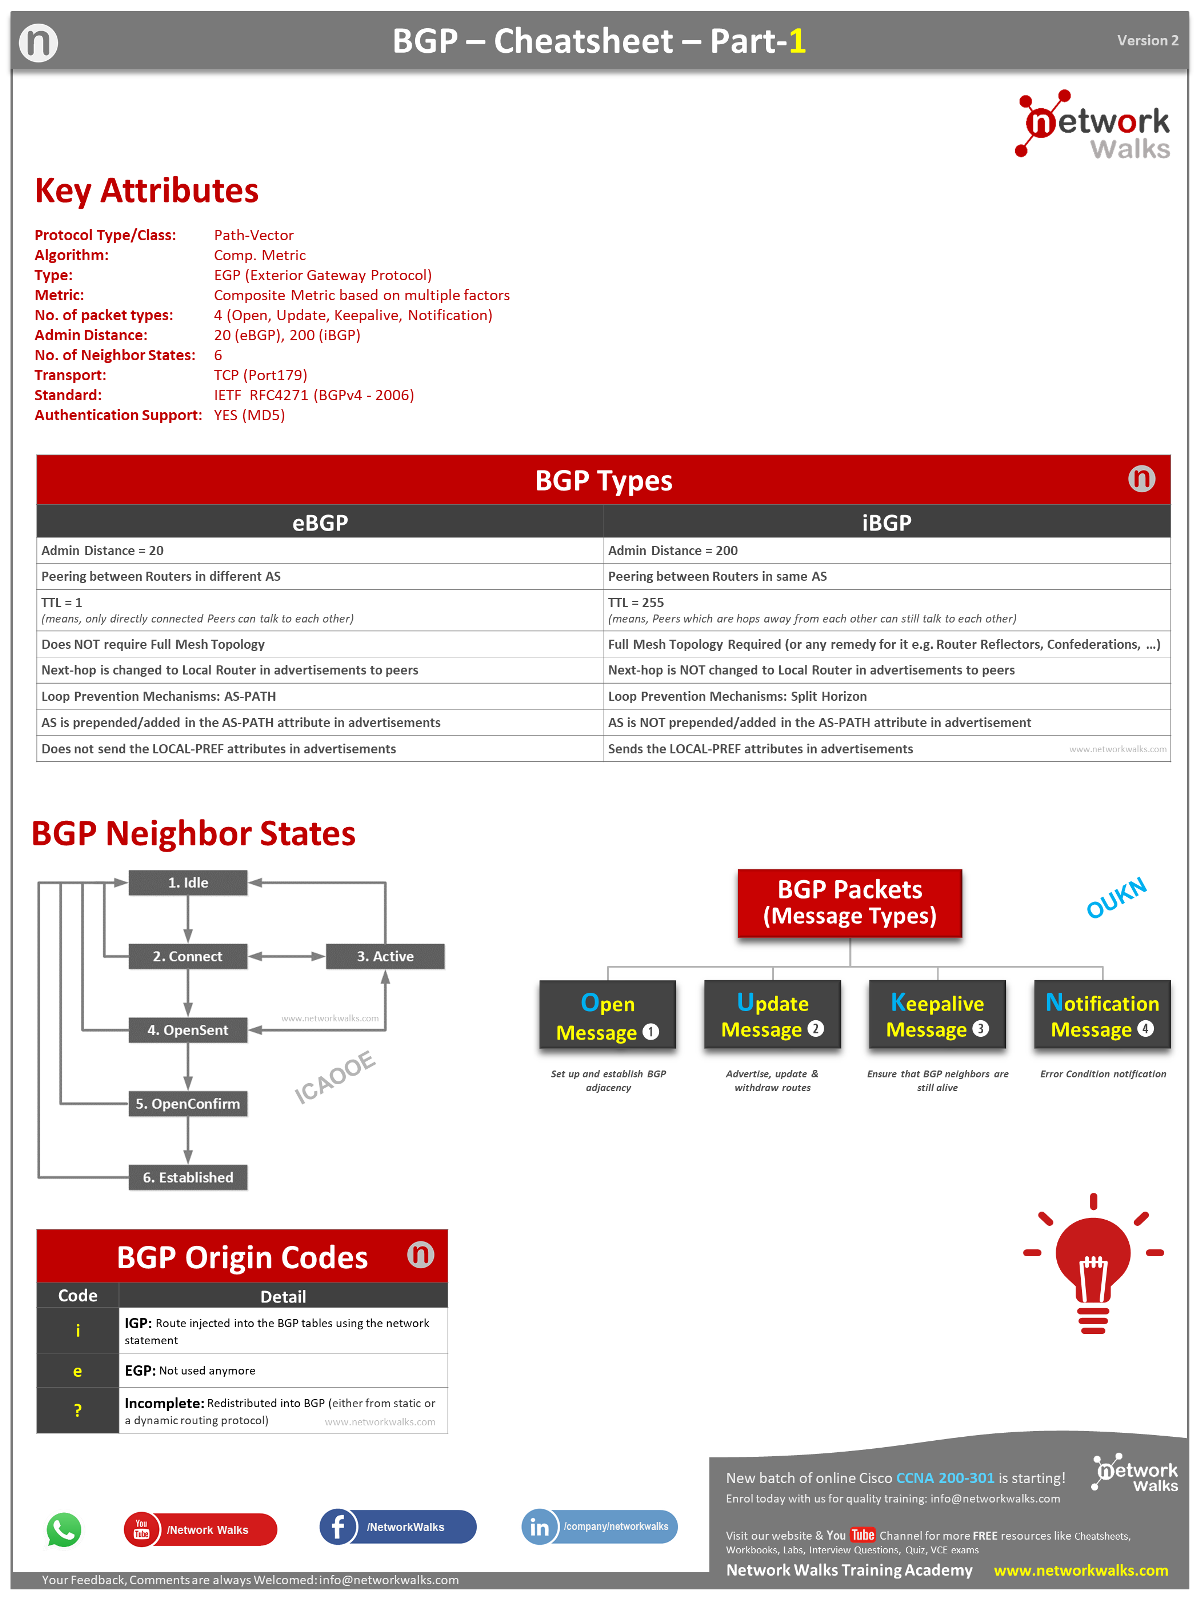 n
BGP – Cheatsheet – Part-1
Version 2
network
Walks
Key Attributes
Protocol Type/Class: Path-Vector
Algorithm: Comp. Metric
Type: EGP (Exterior Gateway Protocol)
Metric: Composite Metric based on multiple factors
No. of packet types: 4 (Open, Update, Keepalive, Notification)
Admin Distance: 20 (eBGP), 200 (iBGP)
No. of Neighbor States: 6
Transport: TCP (Port179)
Standard: IETF RFC4271 (BGPv4 - 2006)
Authentication Support: YES (MD5)
BGP Types
n
eBGP iBGP
Admin Distance = 20 Admin Distance = 200
Peering between Routers in different AS Peering between Routers in same AS
TTL = 1 TTL = 255
(means, only directly connected Peers can talk to each other) (means, Peers which are hops away from each other can still talk to each other)
Does NOT require Full Mesh Topology Full Mesh Topology Required (or any remedy for it e.g. Router Reflectors, Confederations, ...)
Next-hop is changed to Local Router in advertisements to peers Next-hop is NOT changed to Local Router in advertisements to peers
Loop Prevention Mechanisms: AS-PATH Loop Prevention Mechanisms: Split Horizon
AS is prepended/added in the AS-PATH attribute in advertisements AS is NOT prepended/added in the AS-PATH attribute in advertisement
Does not send the LOCAL-PREF attributes in advertisements Sends the LOCAL-PREF attributes in advertisements www.networkwalks.com
BGP Neighbor States
1. Idle
2. Connect
3. Active
www.networkwalks.com
4. OpenSent
ICAOOE
5. OpenConfirm
6. Established
BGP Packets
(Message Types)
OUKN
Open
Message 1
Set up and establish BGP
adjacency
Update
Message 2
Advertise, update &
withdraw routes
Keepalive
Message 3
Ensure that BGP neighbors are
still alive
Notification
Message 4
Error Condition notification
BGP Origin Codes
n
Code Detail
i IGP: Route injected into the BGP tables using the network
statement
e EGP: Not used anymore
? Incomplete: Redistributed into BGP (either from static or
a dynamic routing protocol) www.networkwalks.com
You Tube /Network Walks
f /NetworkWalks
in /company/networkwalks
Your Feedback, Comments are always Welcomed: info@networkwalks.com
New batch of online Cisco CCNA 200-301 is starting!
Enrol today with us for quality training: info@networkwalks.com
network
Walks
Visit our website & You Tube Channel for more FREE resources like Cheatsheets,
Workbooks, Labs, Interview Questions, Quiz, VCE exams
Network Walks Training Academy www.networkwalks.com